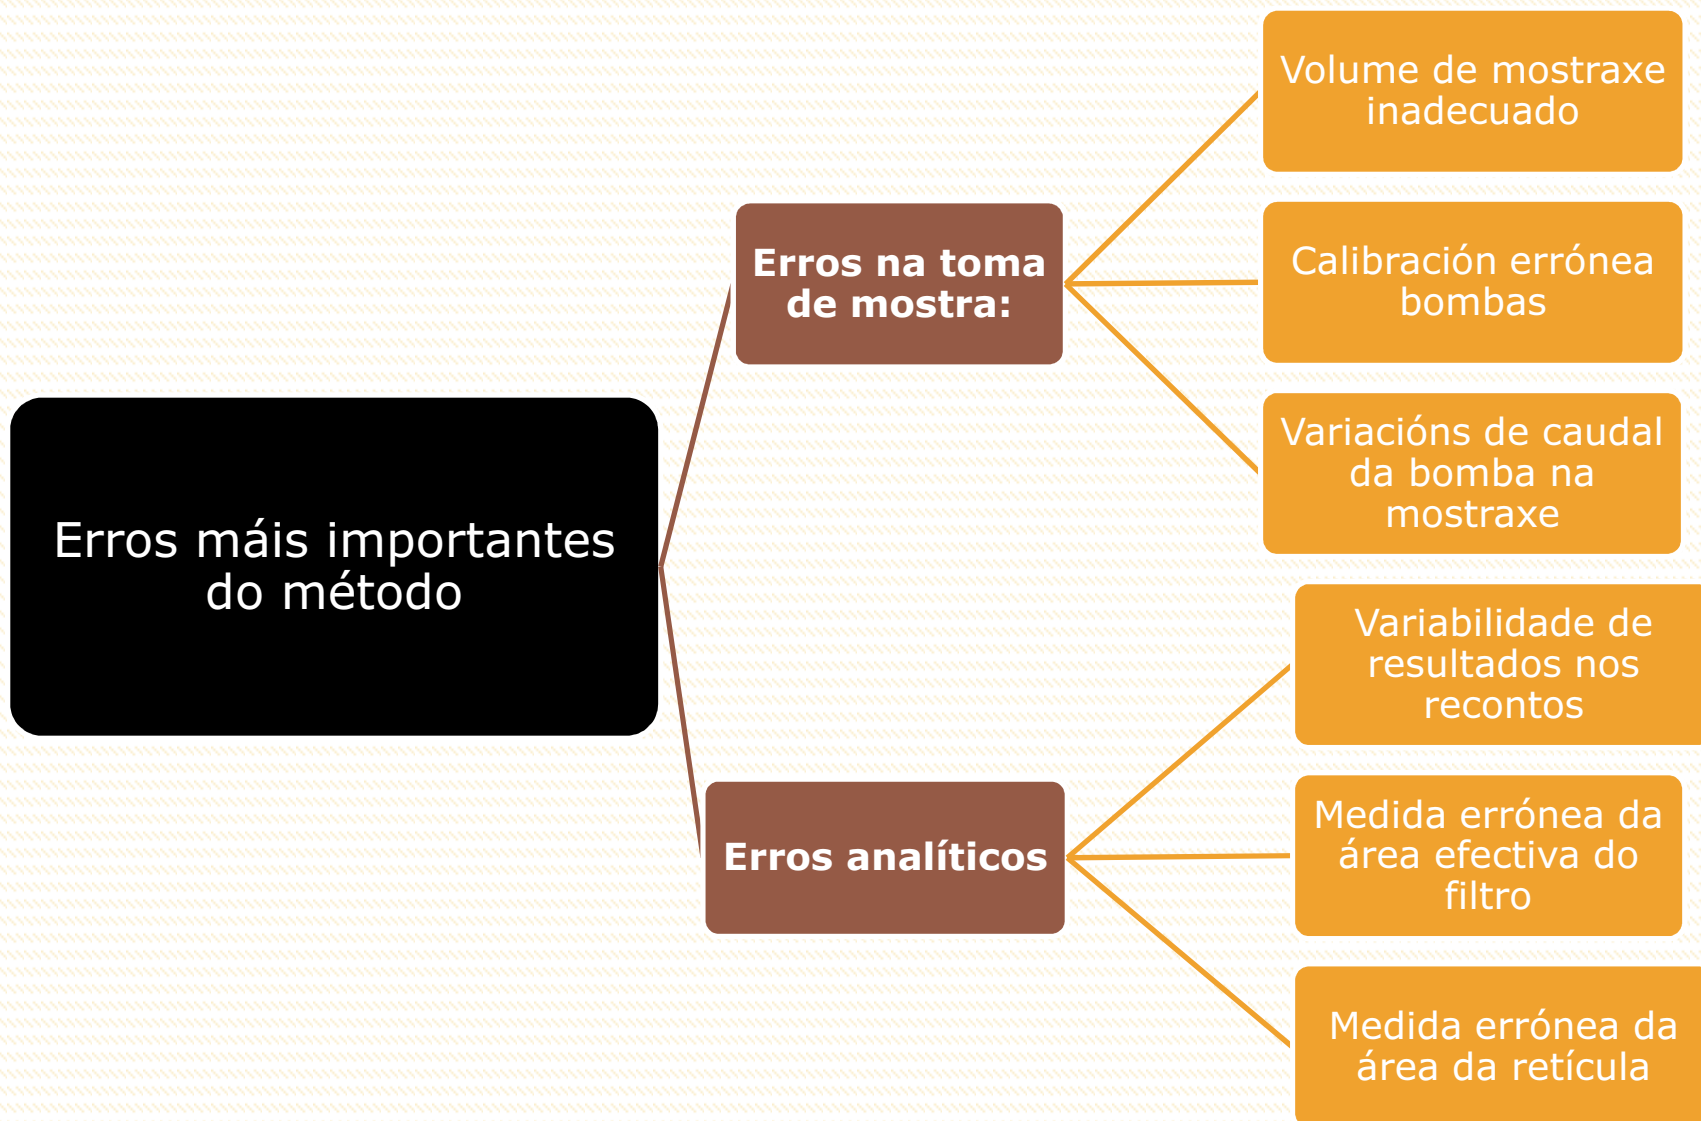 Erros máis importantes
do método
Erros na toma
de mostra:
Volume de mostraxe
inadecuado
Calibración errónea
bombas
Variacións de caudal
da bomba na
mostraxe
Erros analíticos
Variabilidade de
resultados nos
recontos
Medida errónea da
área efectiva do
filtro
Medida errónea da
área da retícula